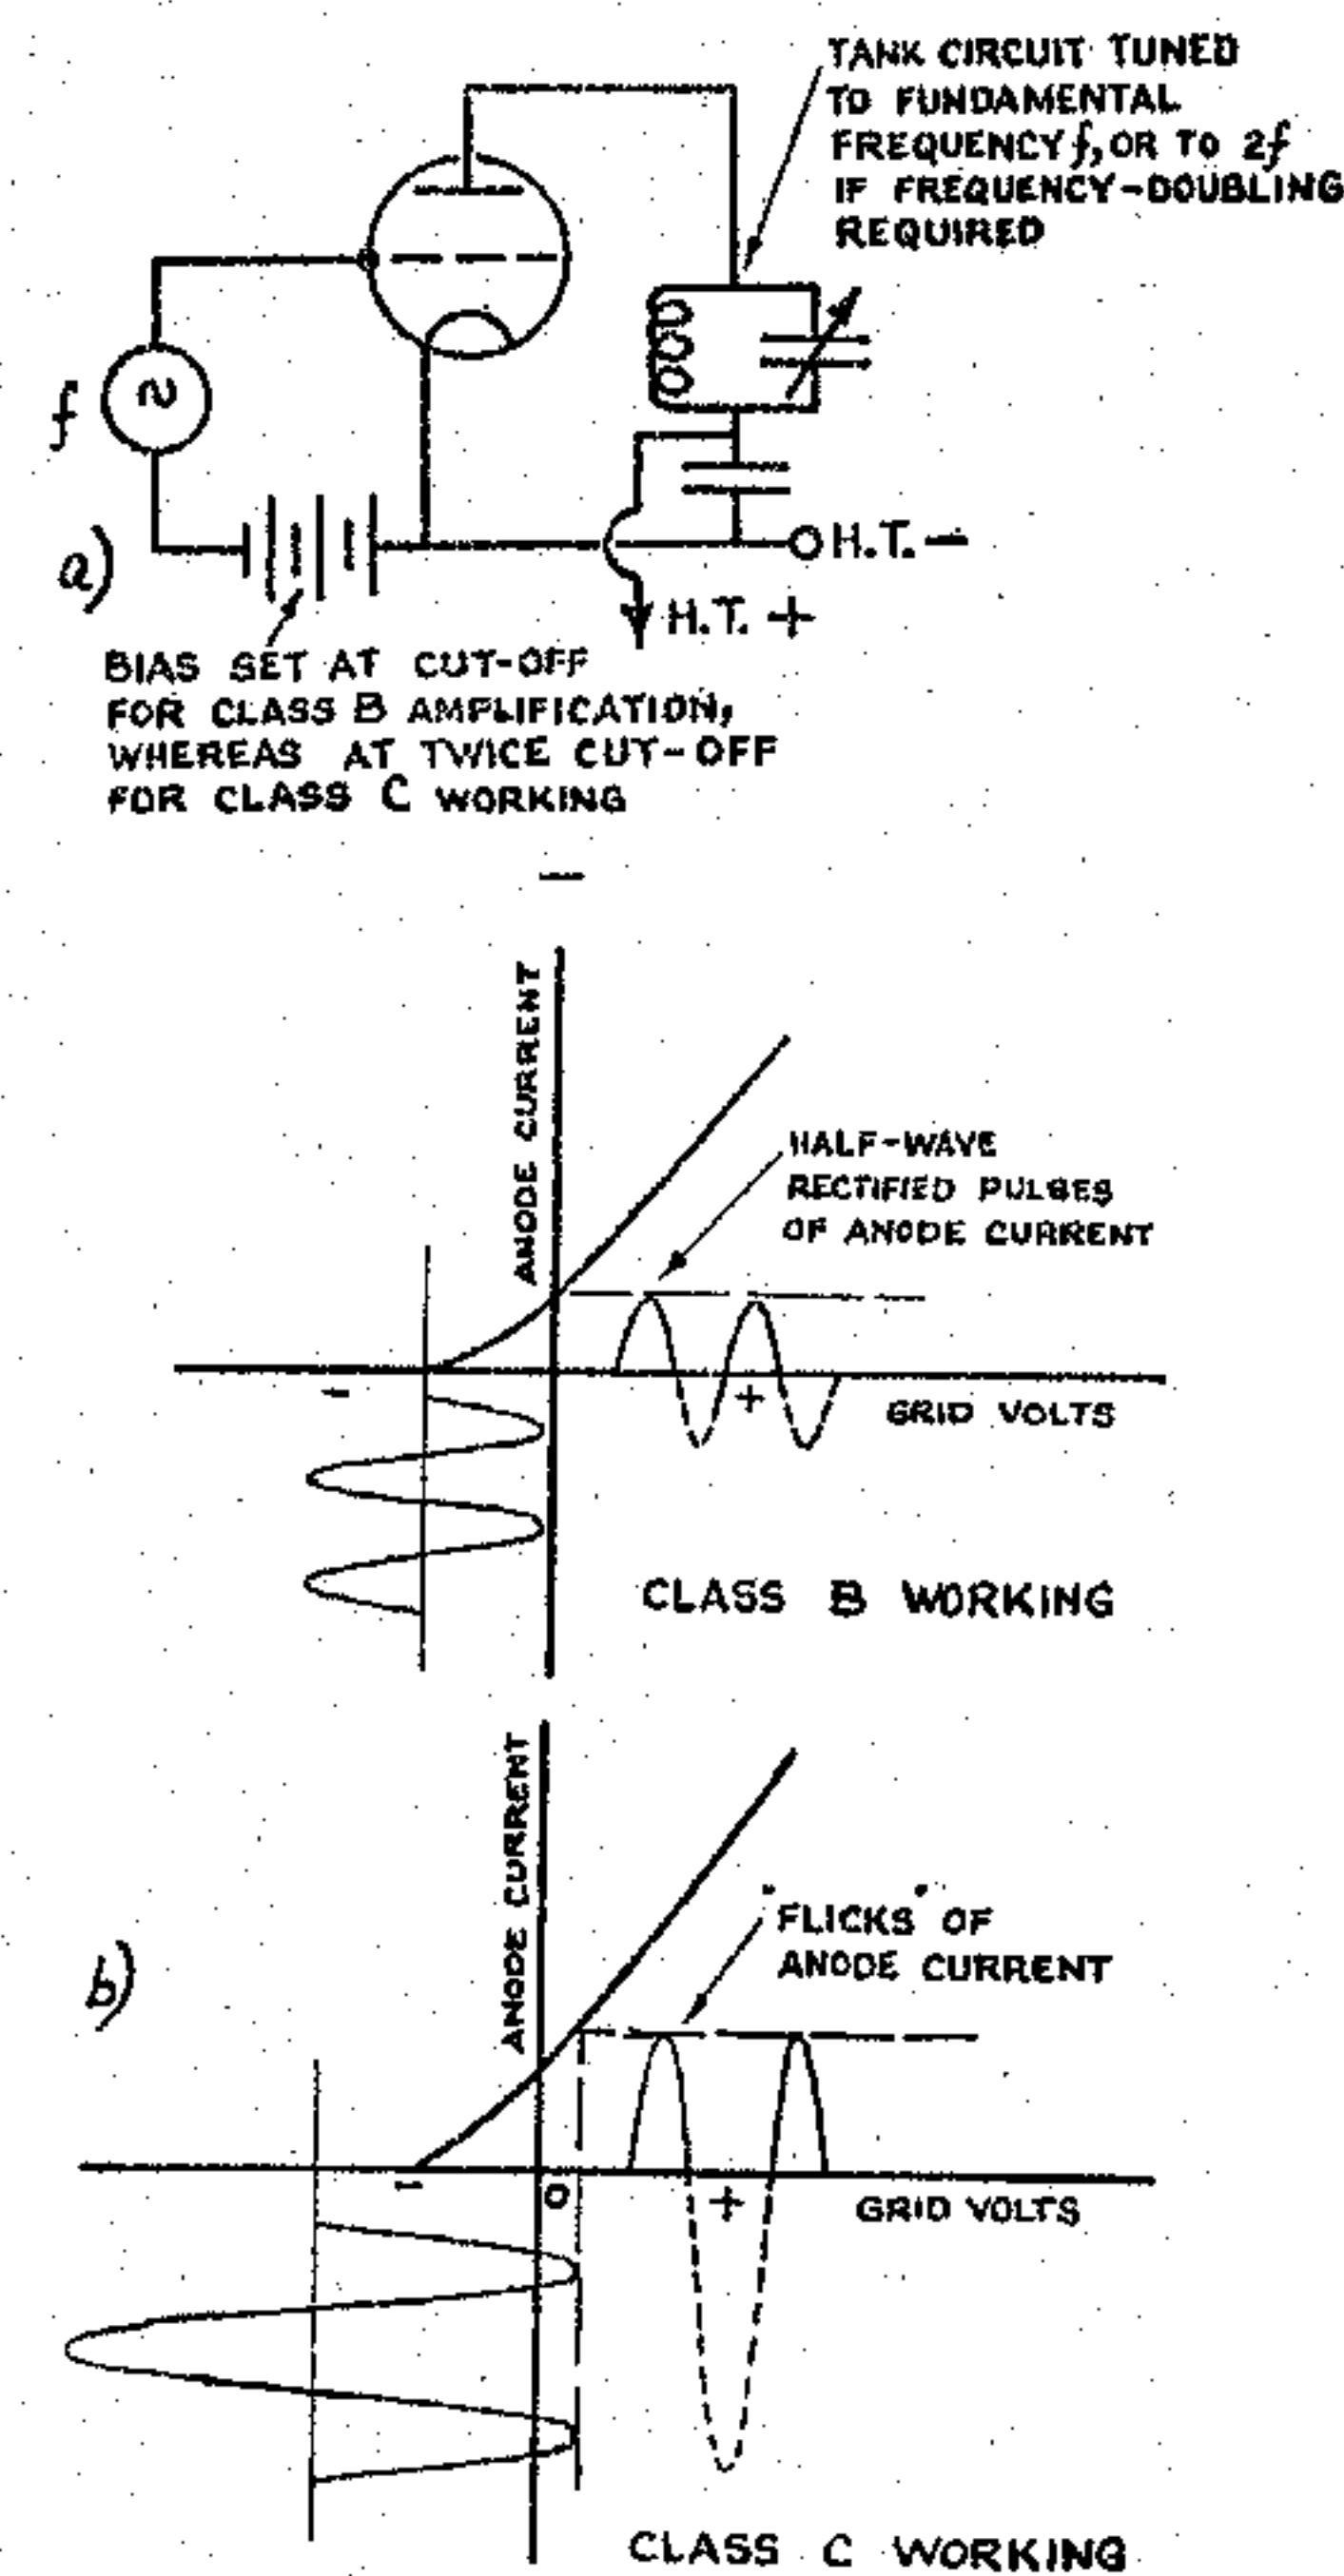 TANK CIRCUIT TUNED
TO FUNDAMENTAL
FREQUENCY f, OR TO 2f
IF FREQUENCY-DOUBLING
REQUIRED
f
~
a)
H.T. -
H.T. +
BIAS SET AT CUT-OFF
FOR CLASS B AMPLIFICATION,
WHEREAS AT TWICE CUT-OFF
FOR CLASS C WORKING
ANODE CURRENT
HALF-WAVE
RECTIFIED PULSES
OF ANODE CURRENT
-
+
GRID VOLTS
CLASS B WORKING
b)
ANODE CURRENT
"FLICKS" OF
ANODE CURRENT
-
0
+
GRID VOLTS
CLASS C WORKING